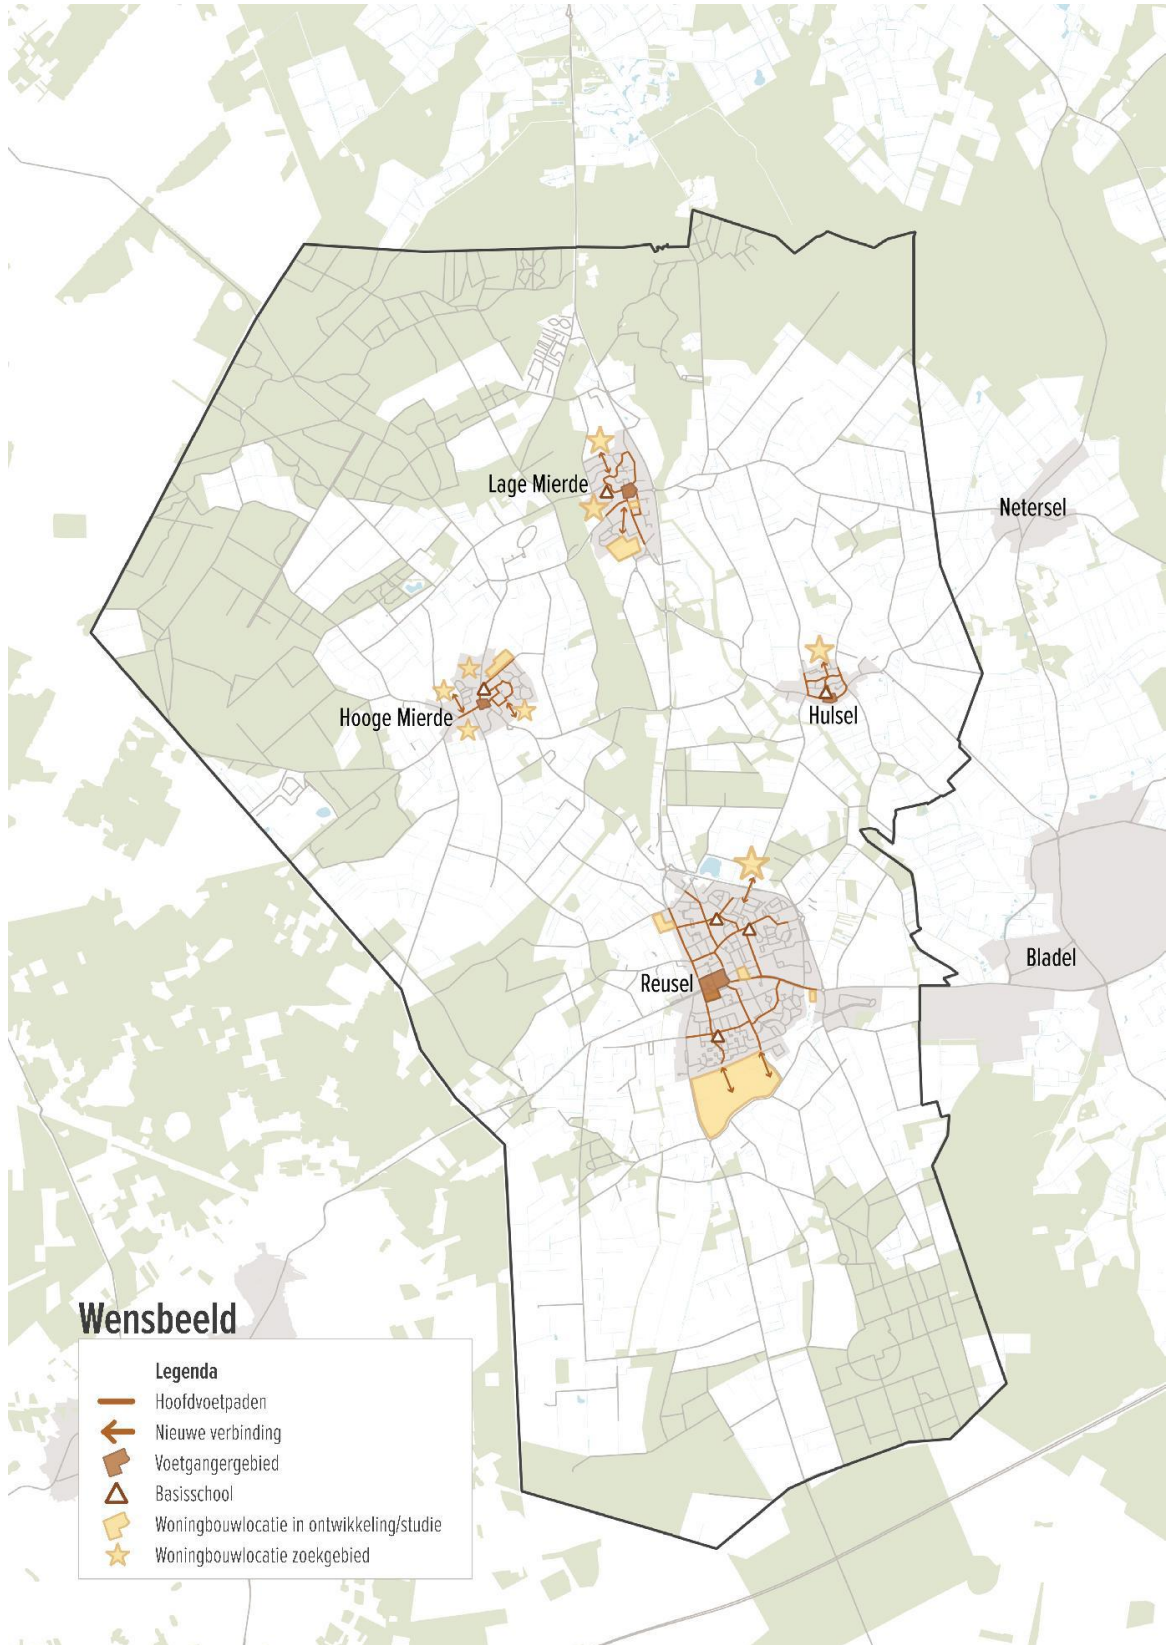 Lage Mierde
Netersel
Hooge Mierde
Hulsel
Bladel
Reusel
Wensbeeld
Legenda
Hoofdvoetpaden
Nieuwe verbinding
Voetgangergebied
Basisschool
Woningbouwlocatie in ontwikkeling/studie
Woningbouwlocatie zoekgebied